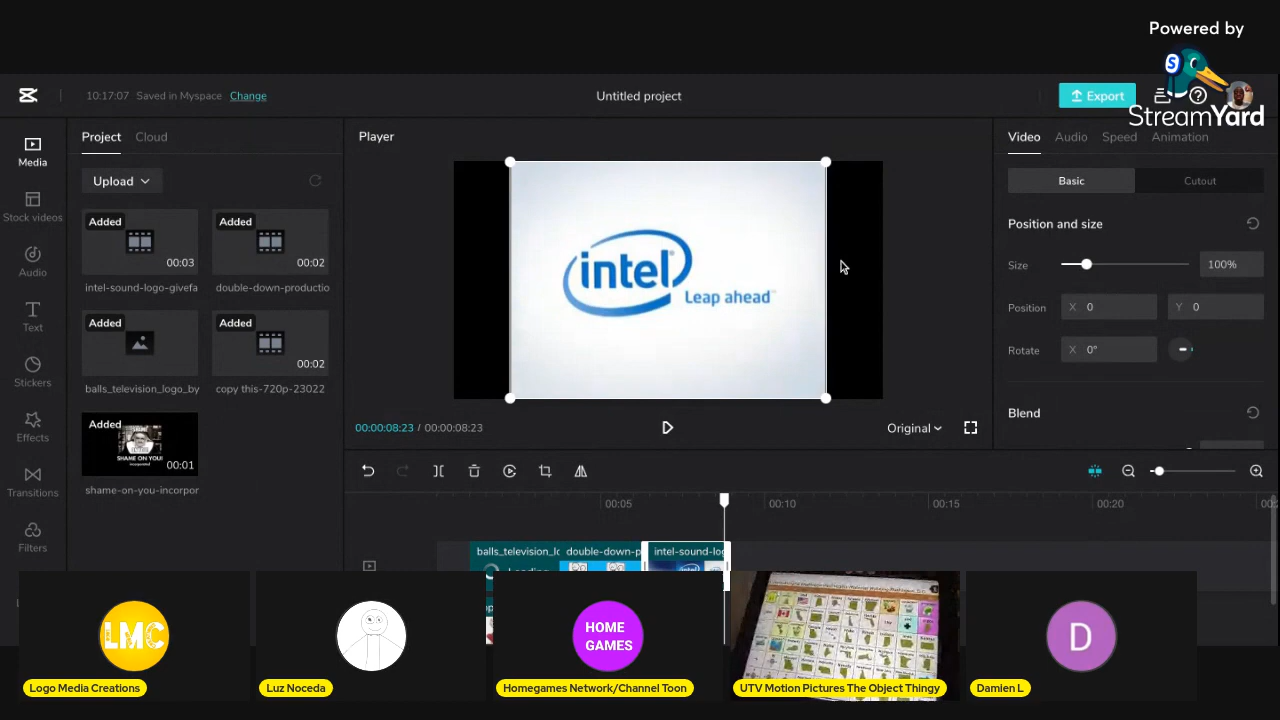 Powered by
StreamYard
10:17:07 Saved in Myspace Change
Untitled project
Export
Media
Stock videos
Audio
Text
Stickers
Effects
Transitions
Filters
Project Cloud
Upload
Added
00:03
intel-sound-logo-givefa
Added
00:02
double-down-productio
Added
balls_television_logo_by
Added
00:02
copy this-720p-23022
Added
SHAME ON YOU!
00:01
shame-on-you-incorpor
Player
intel
Leap ahead™
00:00:08:23 / 00:00:08:23
Original
Video Audio Speed Animation
Basic Cutout
Position and size
Size 100%
Position X 0 Y 0
Rotate X 0°
Blend
00:05 00:10 00:15 00:20
balls_television_lo double-down-p intel-sound-log
LMC
Logo Media Creations
Luz Noceda
HOME
GAMES
Homegames Network/Channel Toon
UTV Motion Pictures The Object Thingy
D
Damien L